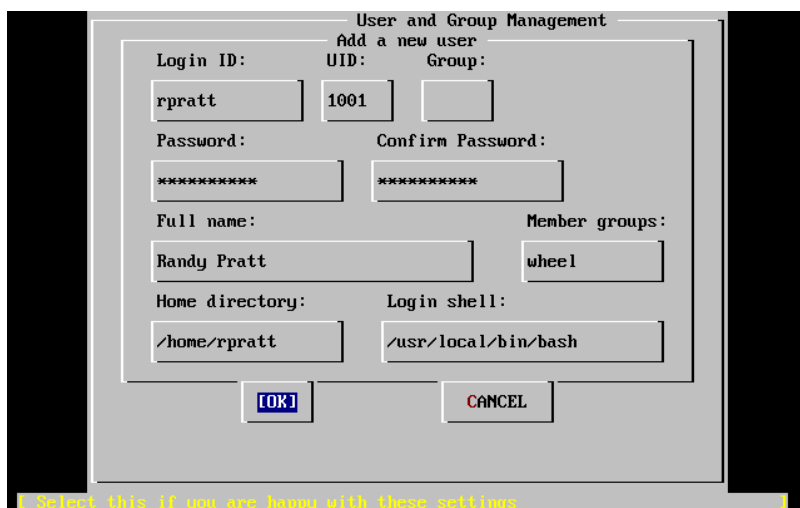 User and Group Management
Add a new user
Login ID: UID: Group:
rpratt 1001
Password: Confirm Password:
********** **********
Full name: Member groups:
Randy Pratt wheel
Home directory: Login shell:
/home/rpratt /usr/local/bin/bash
[OK] CANCEL
[ Select this if you are happy with these settings ]